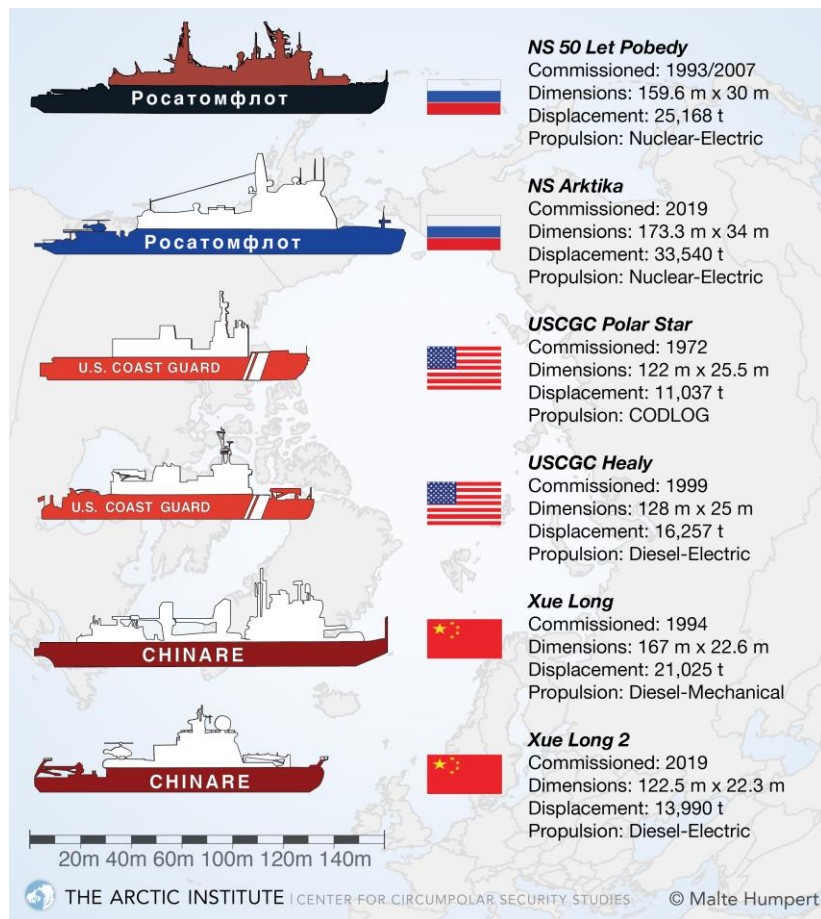 NS 50 Let Pobedy
Commissioned: 1993/2007
Dimensions: 159.6 m x 30 m
Displacement: 25,168 t
Propulsion: Nuclear-Electric
Росатомфлот
NS Arktika
Commissioned: 2019
Dimensions: 173.3 m x 34 m
Displacement: 33,540 t
Propulsion: Nuclear-Electric
Росатомфлот
USCGC Polar Star
Commissioned: 1972
Dimensions: 122 m x 25.5 m
Displacement: 11,037 t
Propulsion: CODLOG
U.S. COAST GUARD
USCGC Healy
Commissioned: 1999
Dimensions: 128 m x 25 m
Displacement: 16,257 t
Propulsion: Diesel-Electric
U.S. COAST GUARD
Xue Long
Commissioned: 1994
Dimensions: 167 m x 22.6 m
Displacement: 21,025 t
Propulsion: Diesel-Mechanical
CHINARE
Xue Long 2
Commissioned: 2019
Dimensions: 122.5 m x 22.3 m
Displacement: 13,990 t
Propulsion: Diesel-Electric
CHINARE
20m 40m 60m 100m 120m 140m
THE ARCTIC INSTITUTE | CENTER FOR CIRCUMPOLAR SECURITY STUDIES © Malte Humpert